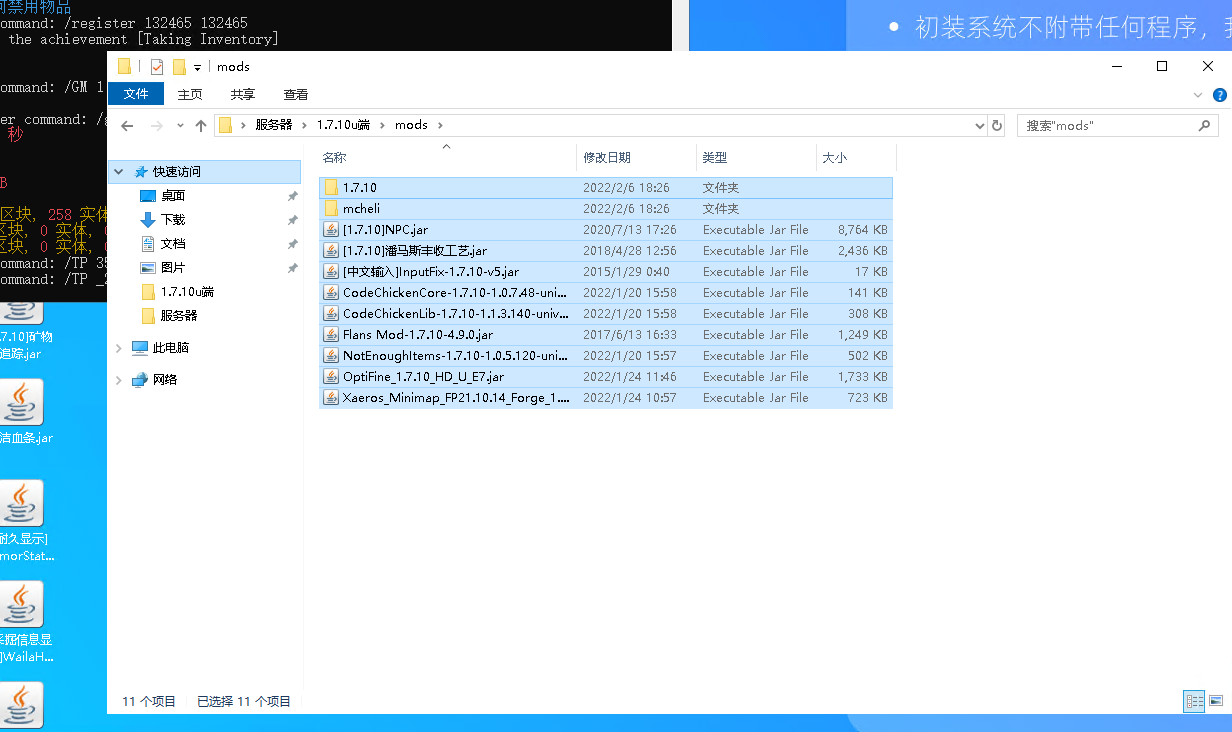 何禁用物品
ommand: /register 132465 132465
the achievement [Taking Inventory]
ommand: /GM 1
er command: /g
秒
B
区块, 258 实体
区块, 0 实体,
区块, 0 实体,
ommand: /TP 35
ommand: /TP _2
初装系统不附带任何程序，
mods
文件 主页 共享 查看
服务器 1.7.10u端 mods
搜索"mods"
快速访问
桌面
下载
文档
图片
1.7.10u端
服务器
此电脑
网络
名称 修改日期 类型 大小
1.7.10 2022/2/6 18:26 文件夹
mcheli 2022/2/6 18:26 文件夹
[1.7.10]NPC.jar 2020/7/13 17:26 Executable Jar File 8,764 KB
[1.7.10]潘马斯丰收工艺.jar 2018/4/28 12:56 Executable Jar File 2,436 KB
[中文输入]InputFix-1.7.10-v5.jar 2015/1/29 0:40 Executable Jar File 17 KB
CodeChickenCore-1.7.10-1.0.7.48-uni... 2022/1/20 15:58 Executable Jar File 141 KB
CodeChickenLib-1.7.10-1.1.3.140-univ... 2022/1/20 15:58 Executable Jar File 308 KB
Flans Mod-1.7.10-4.9.0.jar 2017/6/13 16:33 Executable Jar File 1,249 KB
NotEnoughItems-1.7.10-1.0.5.120-uni... 2022/1/20 15:57 Executable Jar File 502 KB
OptiFine_1.7.10_HD_U_E7.jar 2022/1/24 11:46 Executable Jar File 1,733 KB
Xaeros_Minimap_FP21.10.14_Forge_1.... 2022/1/24 10:57 Executable Jar File 723 KB
11 个项目 已选择 11 个项目
.7.10]矿物
追踪.jar
洁血条.jar
耐久显示]
morStat...
采掘信息显
]WailaH...